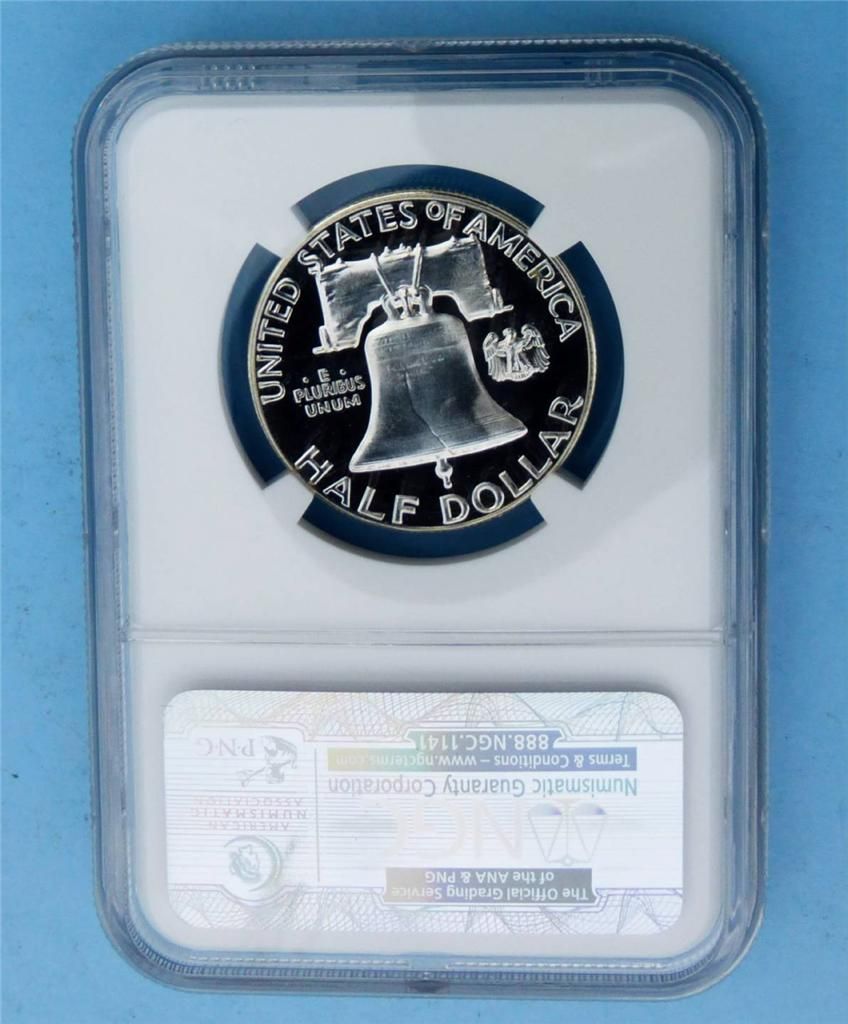 UNITED STATES OF AMERICA
· E ·
PLURIBUS
UNUM
HALF DOLLAR
The Official Grading Service
of the ANA & PNG
NGC
Numismatic Guaranty Corporation
Terms & Conditions – www.ngcterms.com
888.NGC.1141
AMERICAN
NUMISMATIC
ASSOCIATION
P·N·G